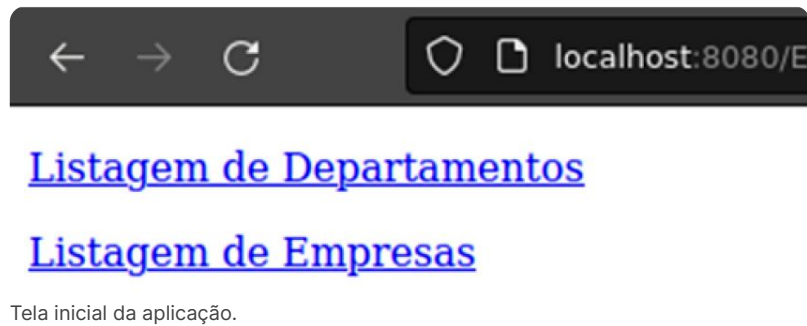 localhost:8080/E
Listagem de Departamentos
Listagem de Empresas
Tela inicial da aplicação.